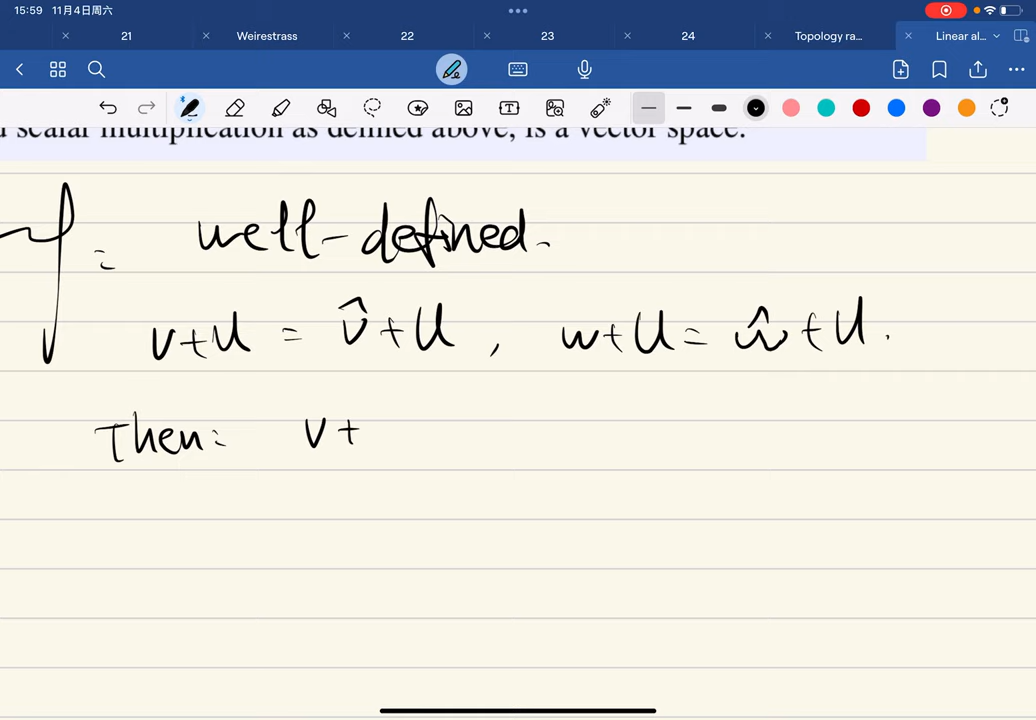 15:59 11月4日周六
21 Weirestrass 22 23 24 Topology ra... Linear al...
d scalar multiplication as defined above, is a vector space.
pf= well-defined.
v+U = v̂+U , w+U= ŵ+U.
Then: v+